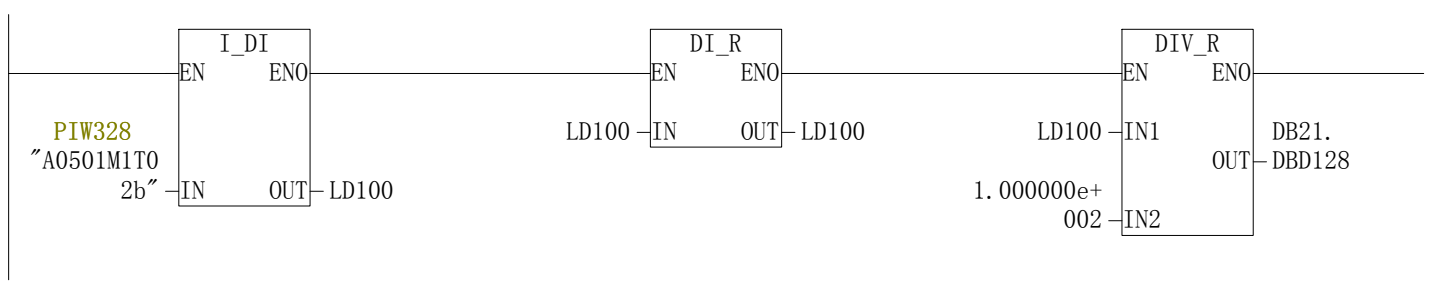 I_DI
EN ENO
PIW328
"A0501M1T0
2b" IN OUT LD100
DI_R
EN ENO
LD100 IN OUT LD100
DIV_R
EN ENO
LD100 IN1 DB21.
OUT DBD128
1.000000e+
002 IN2